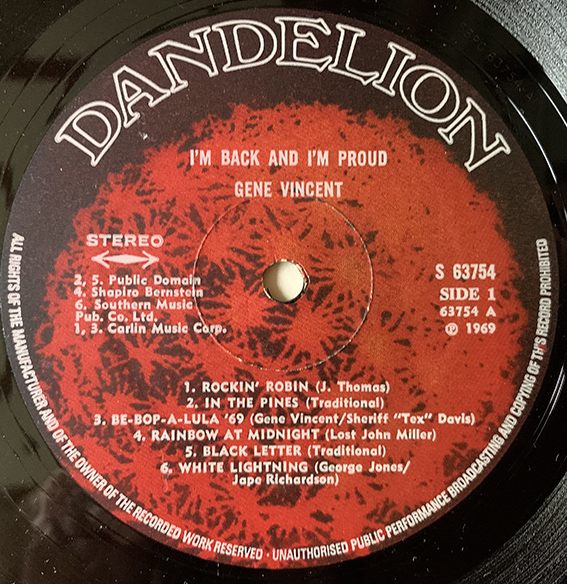 DANDELION
I'M BACK AND I'M PROUD
GENE VINCENT
STEREO
2, 5. Public Domain
4. Shapiro Bernstein
6. Southern Music
Pub. Co. Ltd.
1, 3. Carlin Music Corp.
S 63754
SIDE 1
63754 A
Ⓟ 1969
1. ROCKIN' ROBIN (J. Thomas)
2. IN THE PINES (Traditional)
3. BE-BOP-A-LULA '69 (Gene Vincent/Sheriff "Tex" Davis)
4. RAINBOW AT MIDNIGHT (Lost John Miller)
5. BLACK LETTER (Traditional)
6. WHITE LIGHTNING (George Jones/
Jape Richardson)
ALL RIGHTS OF THE MANUFACTURER AND OF THE OWNER OF THE RECORDED WORK RESERVED · UNAUTHORISED PUBLIC PERFORMANCE BROADCASTING AND COPYING OF TH'S RECORD PROHIBITED